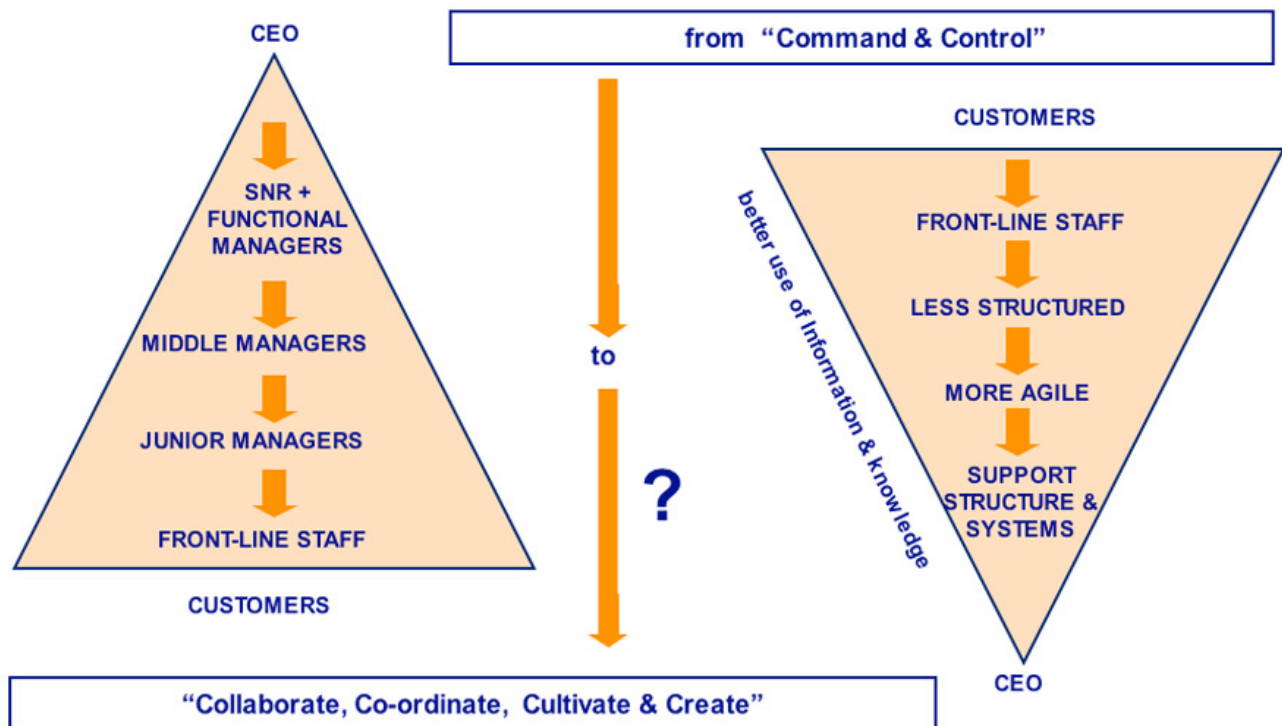 CEO
from “Command & Control”
SNR +
FUNCTIONAL
MANAGERS
MIDDLE MANAGERS
JUNIOR MANAGERS
FRONT-LINE STAFF
CUSTOMERS
to
?
CUSTOMERS
FRONT-LINE STAFF
LESS STRUCTURED
MORE AGILE
SUPPORT
STRUCTURE &
SYSTEMS
better use of Information & knowledge
CEO
“Collaborate, Co-ordinate, Cultivate & Create”